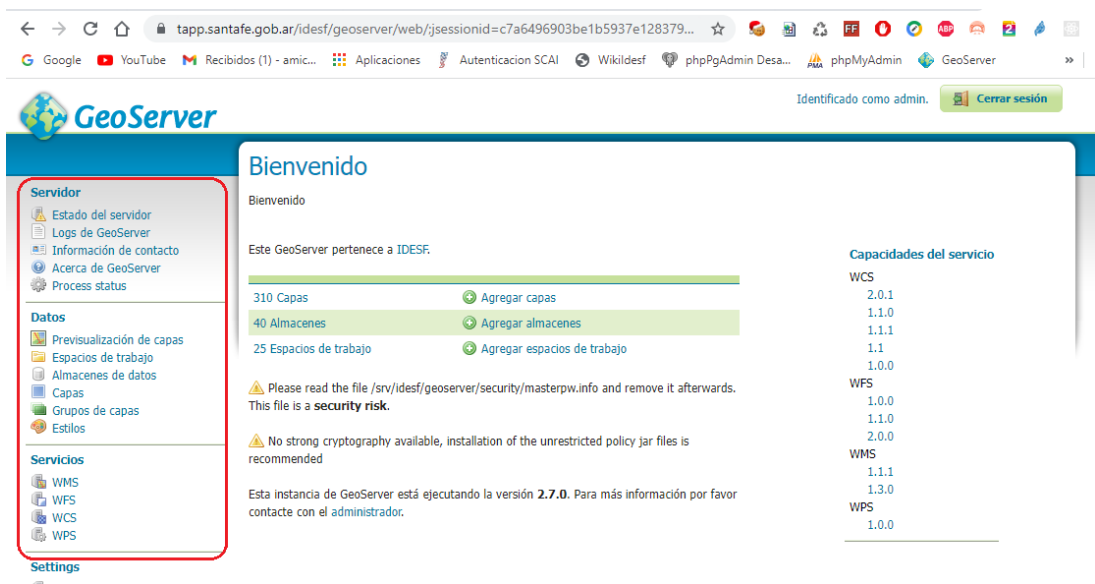 tapp.santafe.gob.ar/idesf/geoserver/web/;jsessionid=c7a6496903be1b5937e128379...
Google YouTube Recibidos (1) - amic... Aplicaciones Autenticacion SCAI WikiIdesf phpPgAdmin Desa... phpMyAdmin GeoServer »
GeoServer
Identificado como admin. Cerrar sesión
Bienvenido
Servidor
Estado del servidor
Logs de GeoServer
Información de contacto
Acerca de GeoServer
Process status
Datos
Previsualización de capas
Espacios de trabajo
Almacenes de datos
Capas
Grupos de capas
Estilos
Servicios
WMS
WFS
WCS
WPS
Settings
Bienvenido
Este GeoServer pertenece a IDESF.
310 Capas Agregar capas
40 Almacenes Agregar almacenes
25 Espacios de trabajo Agregar espacios de trabajo
Please read the file /srv/idesf/geoserver/security/masterpw.info and remove it afterwards.
This file is a security risk.
No strong cryptography available, installation of the unrestricted policy jar files is
recommended
Esta instancia de GeoServer está ejecutando la versión 2.7.0. Para más información por favor
contacte con el administrador.
Capacidades del servicio
WCS
2.0.1
1.1.0
1.1.1
1.1
1.0.0
WFS
1.0.0
1.1.0
2.0.0
WMS
1.1.1
1.3.0
WPS
1.0.0